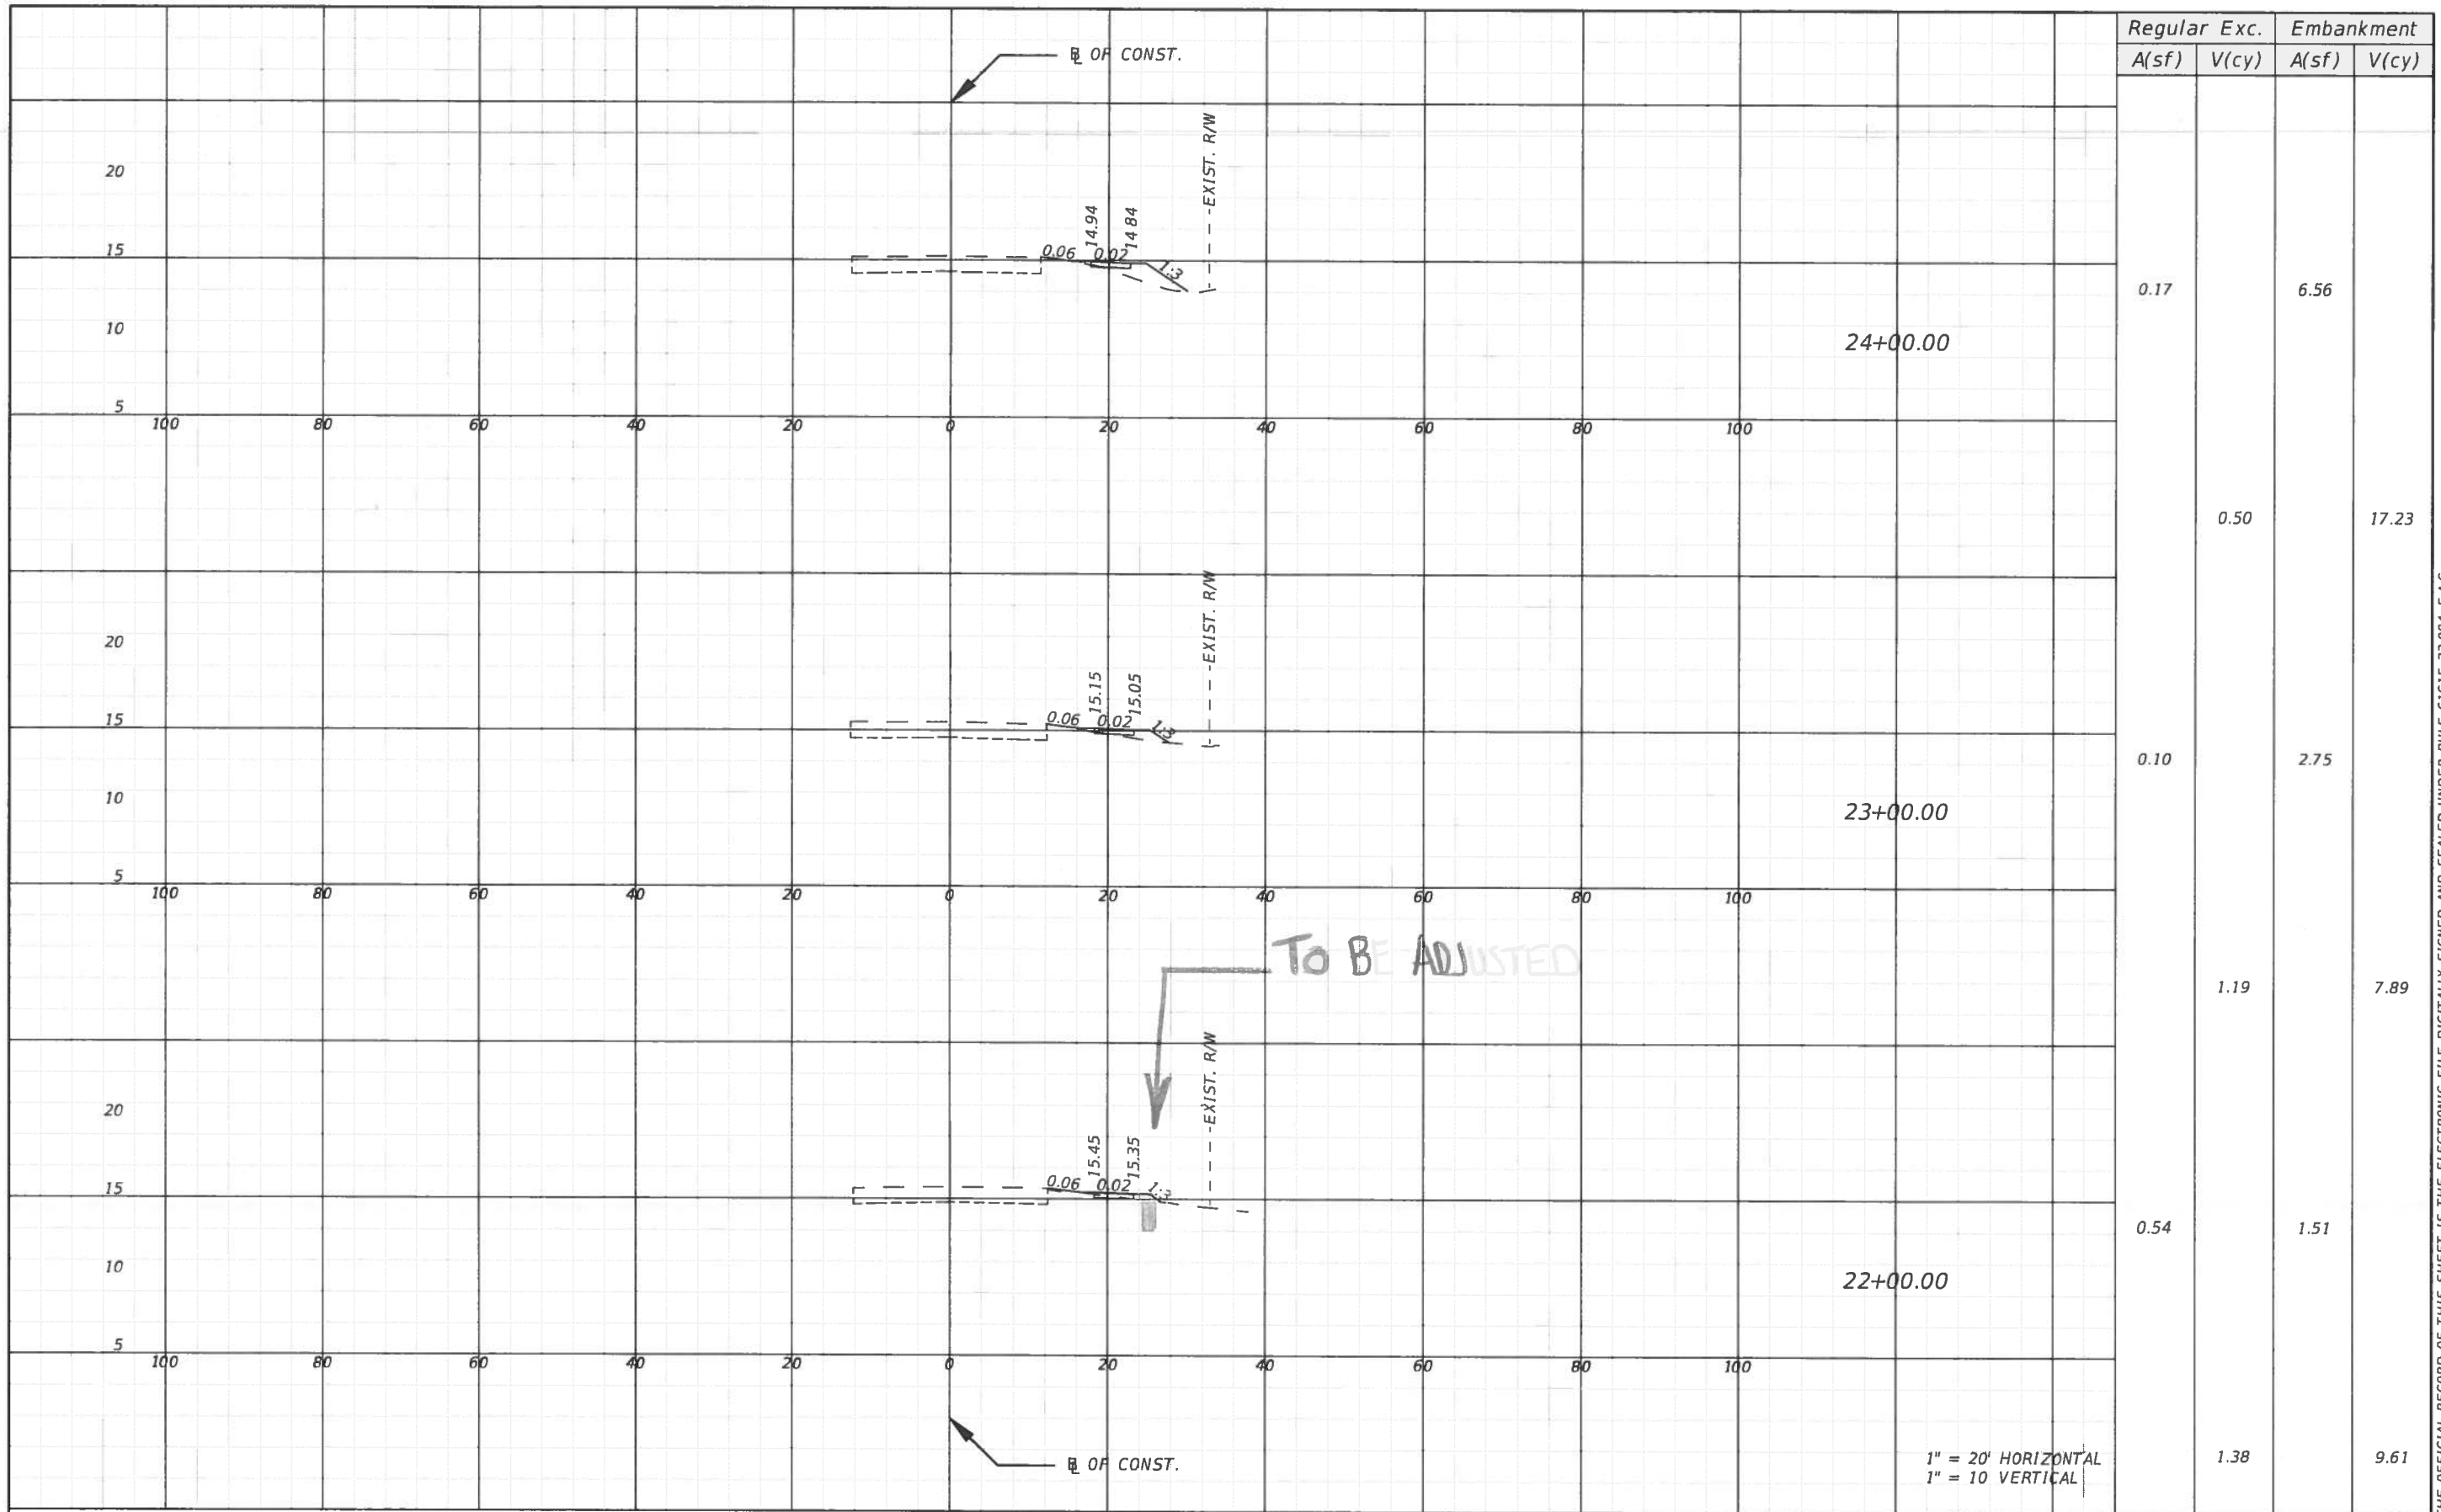 Regular Exc. Embankment
A(sf) V(cy) A(sf) V(cy)
℄ OF CONST.
EXIST. R/W
20
14.94 14.84
15 0.06 0.02 1:3
0.17 6.56
10
24+00.00
5
100 80 60 40 20 0 20 40 60 80 100
0.50 17.23
EXIST. R/W
20
15.15 15.05
15 0.06 0.02 1:3
0.10 2.75
10
23+00.00
5
100 80 60 40 20 0 20 40 60 80 100
TO BE ADJUSTED
1.19 7.89
EXIST. R/W
20
15.45 15.35
15 0.06 0.02 1:3
0.54 1.51
10
22+00.00
5
100 80 60 40 20 0 20 40 60 80 100
℄ OF CONST.
1" = 20' HORIZONTAL
1" = 10 VERTICAL
1.38 9.61